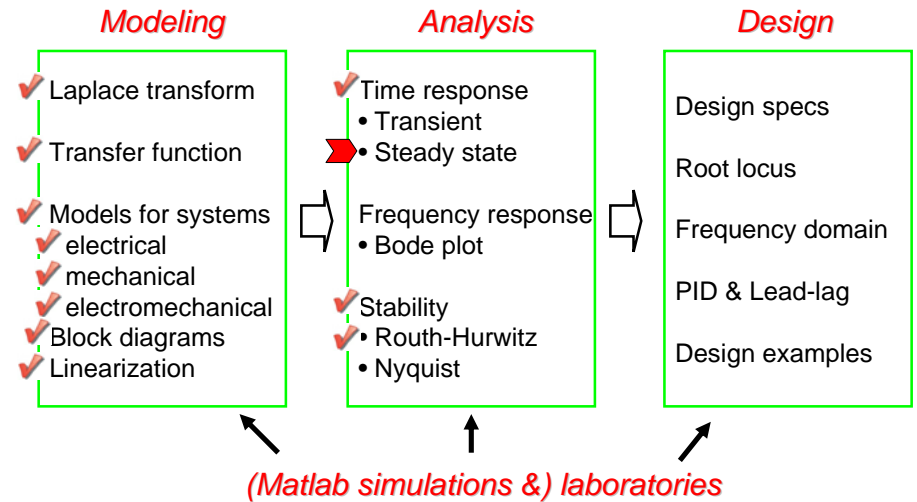 Modeling
Laplace transform
Transfer function
Models for systems
electrical
mechanical
electromechanical
Block diagrams
Linearization
Analysis
Time response
• Transient
• Steady state
Frequency response
• Bode plot
Stability
• Routh-Hurwitz
• Nyquist
Design
Design specs
Root locus
Frequency domain
PID & Lead-lag
Design examples
(Matlab simulations &) laboratories